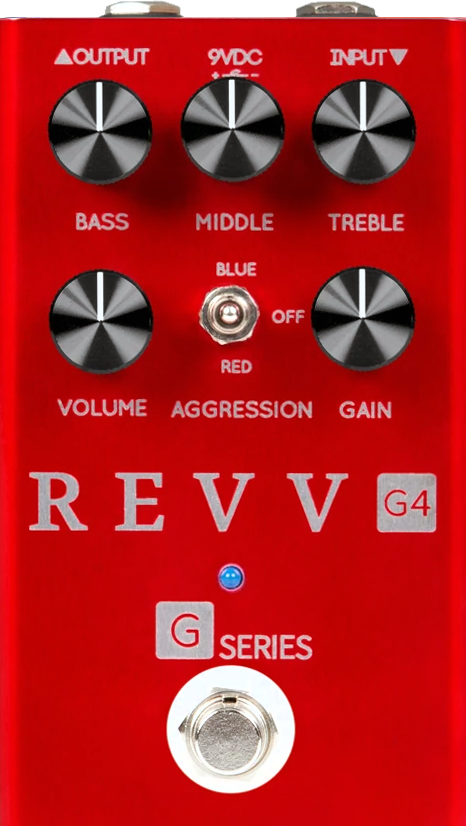 ▲OUTPUT 9VDC INPUT▼
+ -
BASS MIDDLE TREBLE
BLUE
OFF
RED
VOLUME AGGRESSION GAIN
REVV G4
G SERIES